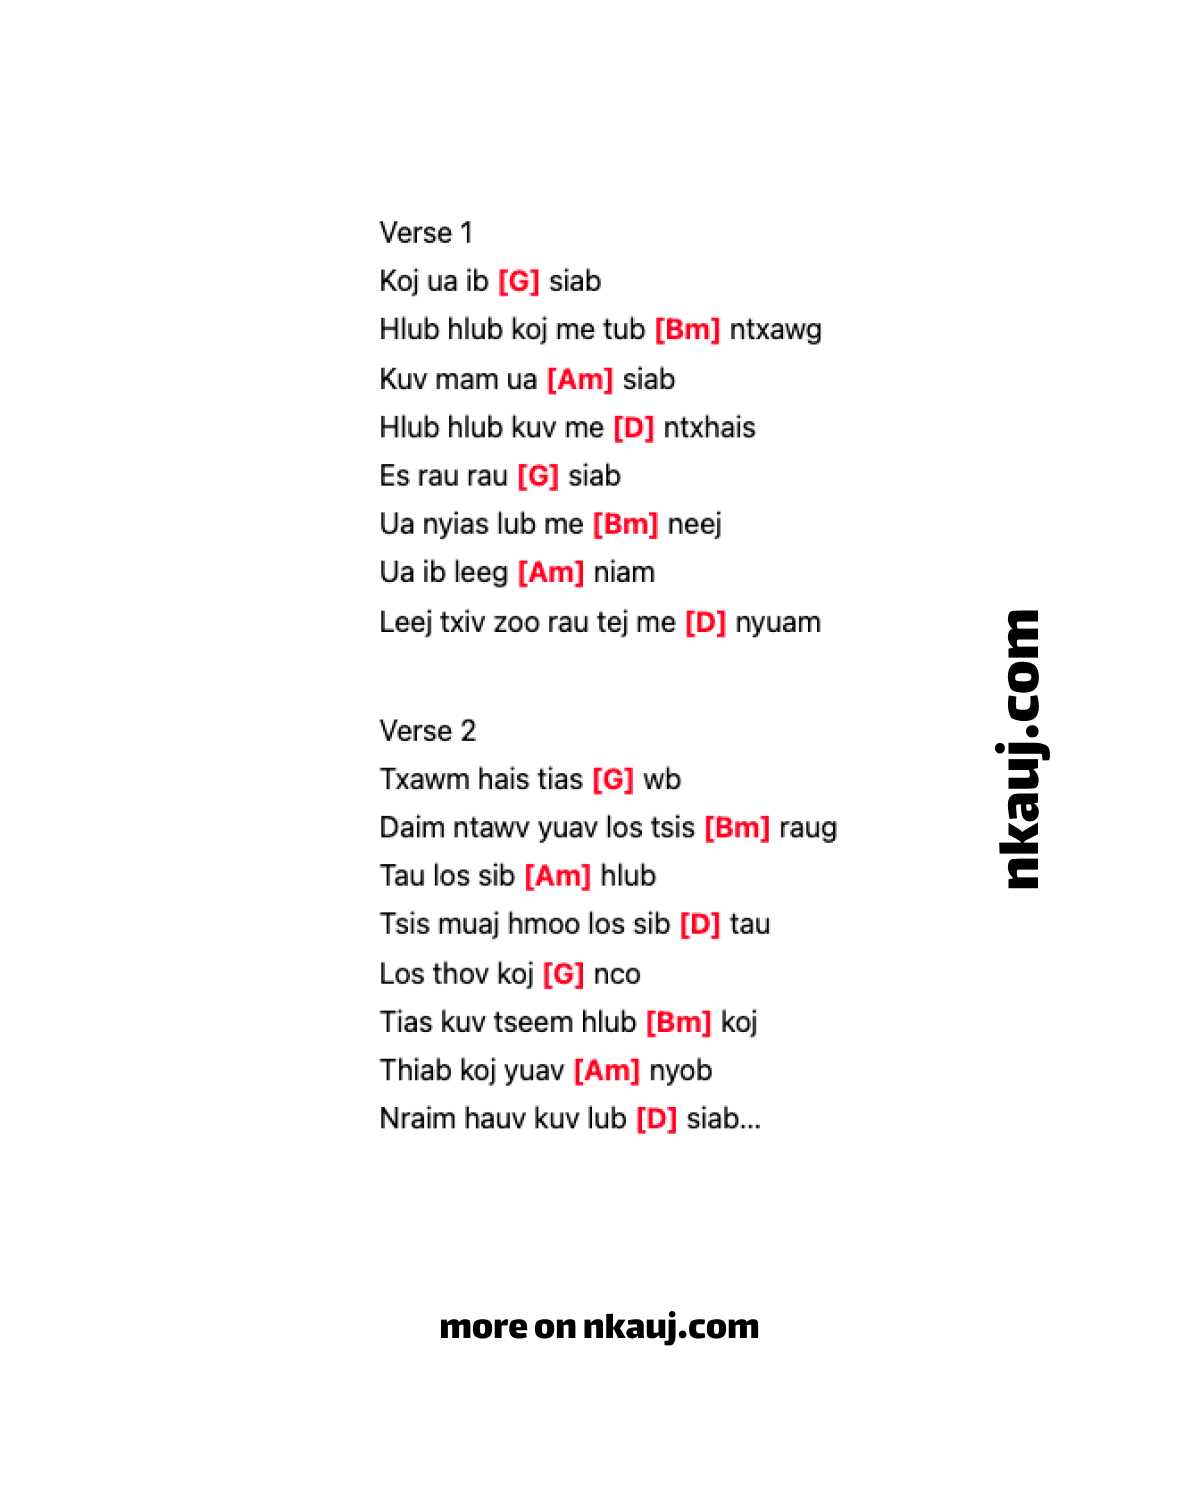 Verse 1
Koj ua ib [G] siab
Hlub hlub koj me tub [Bm] ntxawg
Kuv mam ua [Am] siab
Hlub hlub kuv me [D] ntxhais
Es rau rau [G] siab
Ua nyias lub me [Bm] neej
Ua ib leeg [Am] niam
Leej txiv zoo rau tej me [D] nyuam
Verse 2
Txawm hais tias [G] wb
Daim ntawv yuav los tsis [Bm] raug
Tau los sib [Am] hlub
Tsis muaj hmoo los sib [D] tau
Los thov koj [G] nco
Tias kuv tseem hlub [Bm] koj
Thiab koj yuav [Am] nyob
Nraim hauv kuv lub [D] siab...
nkauj.com
more on nkauj.com